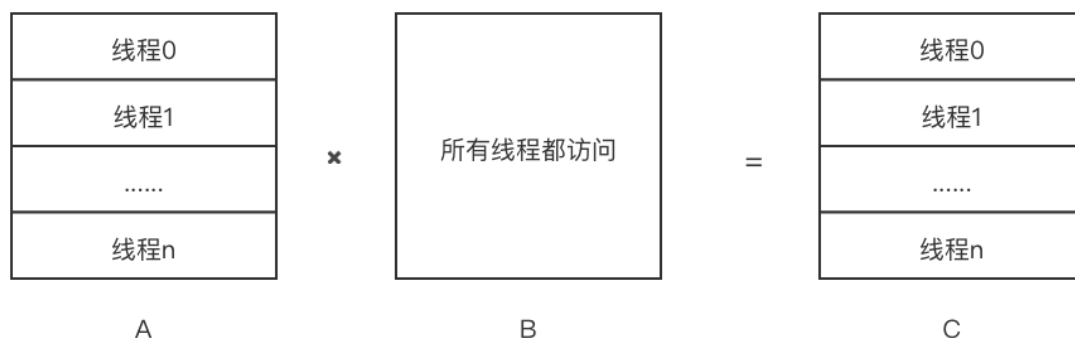 线程0
线程1
......
线程n
×
所有线程都访问
=
线程0
线程1
......
线程n
A
B
C